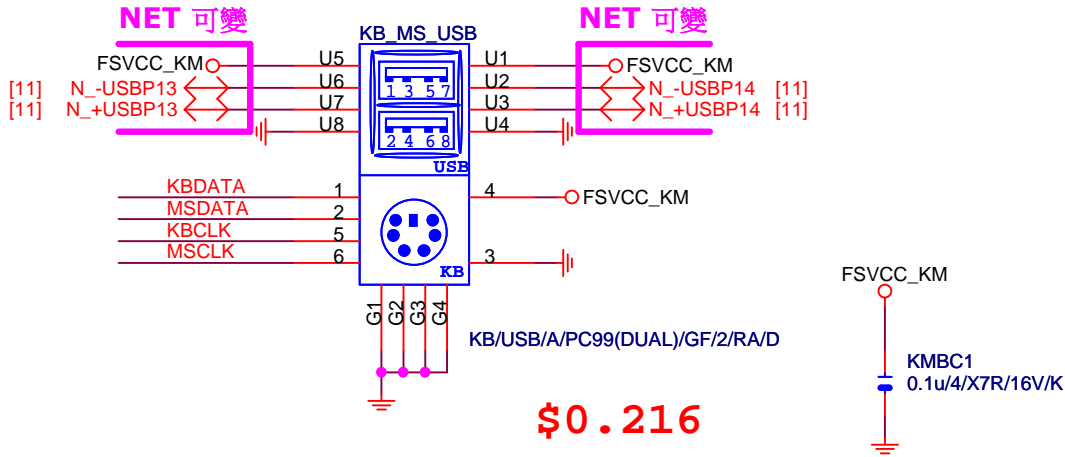 NET 可變
NET 可變
KB_MS_USB
FSVCC_KM U5 U1 FSVCC_KM
[11] N_-USBP13 U6 U2 N_-USBP14 [11]
[11] N_+USBP13 U7 U3 N_+USBP14 [11]
U8 U4
1 3 5 7
2 4 6 8
USB
KBDATA 1 4 FSVCC_KM
MSDATA 2
KBCLK 5
MSCLK 6 3
KB
G1 G2 G3 G4
KB/USB/A/PC99(DUAL)/GF/2/RA/D
$0.216
FSVCC_KM
KMBC1
0.1u/4/X7R/16V/K